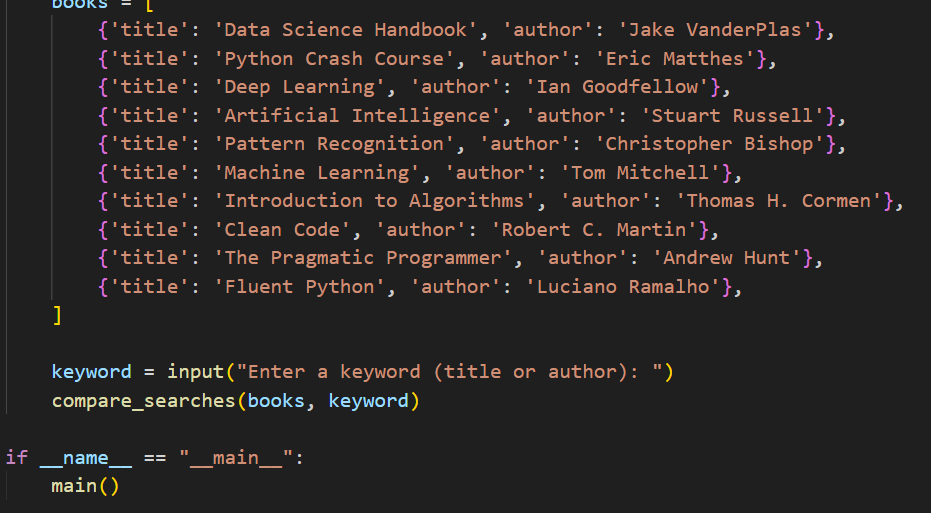 books = [
{'title': 'Data Science Handbook', 'author': 'Jake VanderPlas'},
{'title': 'Python Crash Course', 'author': 'Eric Matthes'},
{'title': 'Deep Learning', 'author': 'Ian Goodfellow'},
{'title': 'Artificial Intelligence', 'author': 'Stuart Russell'},
{'title': 'Pattern Recognition', 'author': 'Christopher Bishop'},
{'title': 'Machine Learning', 'author': 'Tom Mitchell'},
{'title': 'Introduction to Algorithms', 'author': 'Thomas H. Cormen'},
{'title': 'Clean Code', 'author': 'Robert C. Martin'},
{'title': 'The Pragmatic Programmer', 'author': 'Andrew Hunt'},
{'title': 'Fluent Python', 'author': 'Luciano Ramalho'},
]
keyword = input("Enter a keyword (title or author): ")
compare_searches(books, keyword)
if __name__ == "__main__":
main()